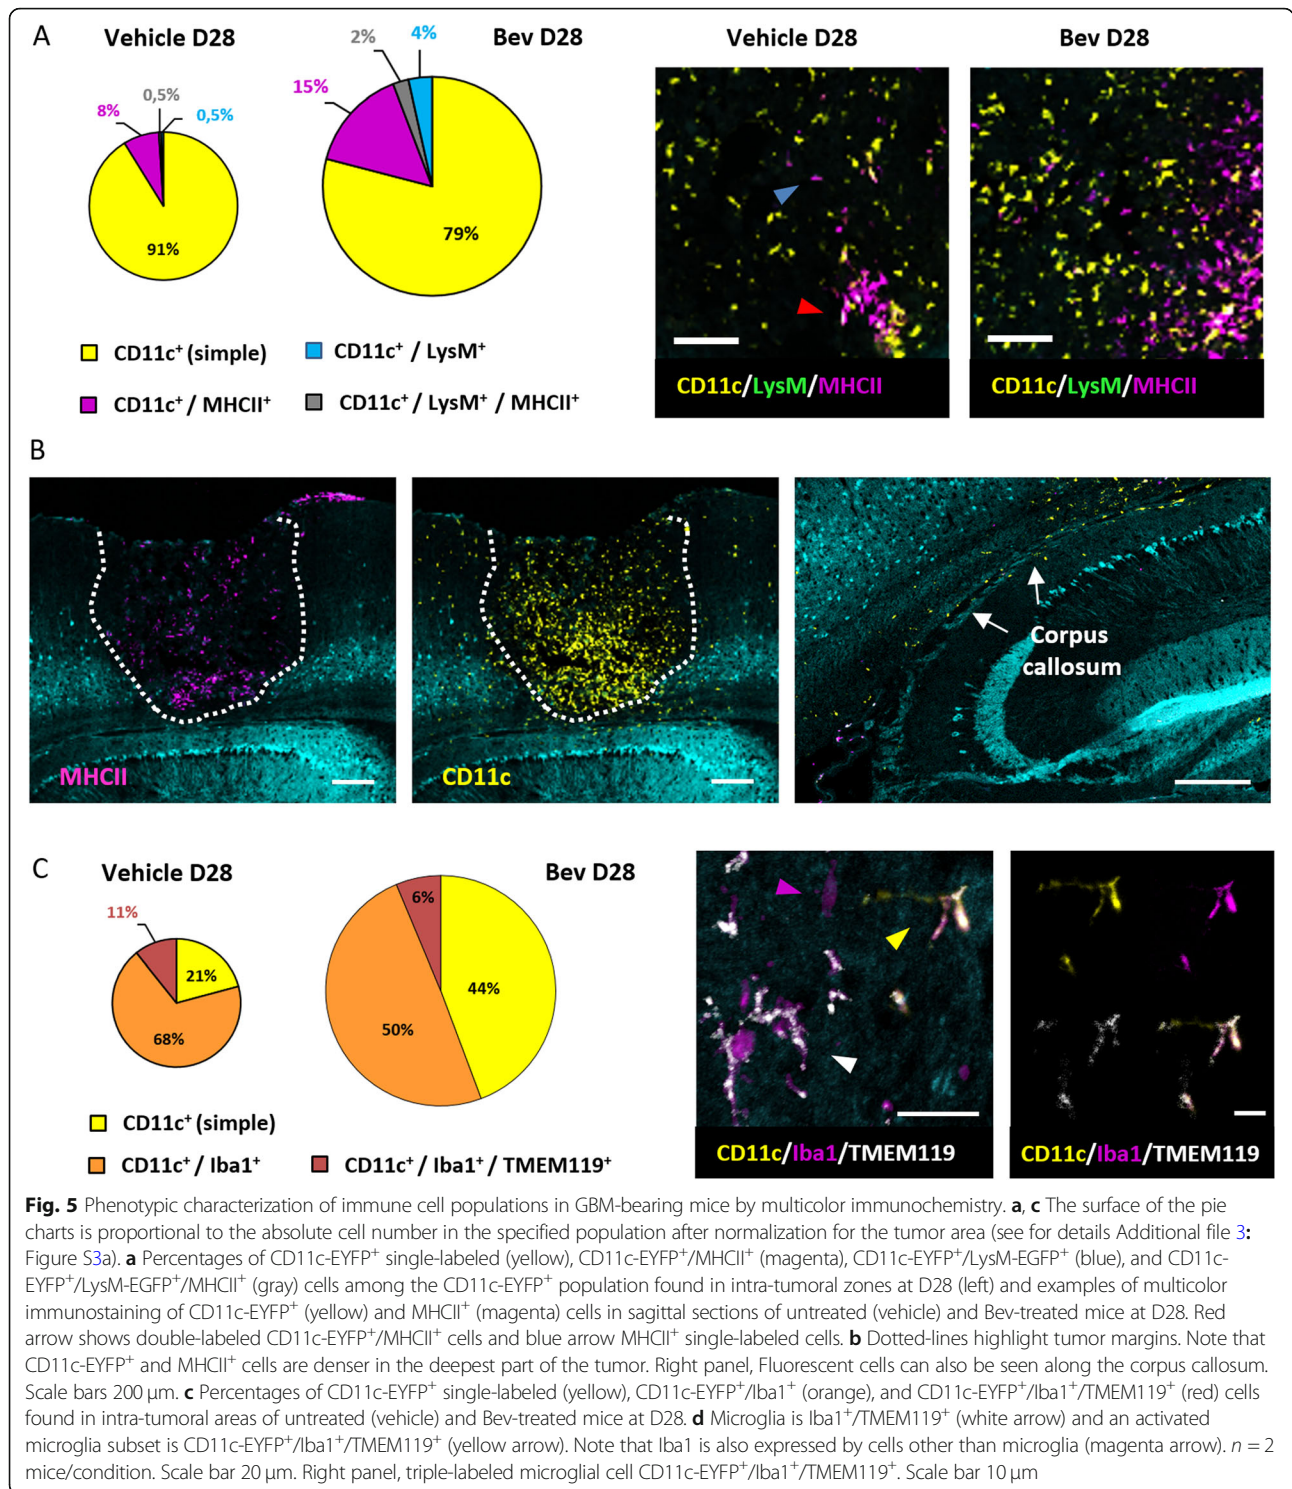 A
Vehicle D28
Bev D28
Vehicle D28
Bev D28
8%
0,5%
0,5%
91%
15%
2%
4%
79%
CD11c⁺ (simple)
CD11c⁺ / LysM⁺
CD11c⁺ / MHCII⁺
CD11c⁺ / LysM⁺ / MHCII⁺
CD11c/LysM/MHCII
CD11c/LysM/MHCII
B
MHCII
CD11c
Corpus
callosum
C
Vehicle D28
Bev D28
11%
21%
68%
6%
44%
50%
CD11c⁺ (simple)
CD11c⁺ / Iba1⁺
CD11c⁺ / Iba1⁺ / TMEM119⁺
CD11c/Iba1/TMEM119
CD11c/Iba1/TMEM119
Fig. 5 Phenotypic characterization of immune cell populations in GBM-bearing mice by multicolor immunochemistry. a, c The surface of the pie
charts is proportional to the absolute cell number in the specified population after normalization for the tumor area (see for details Additional file 3:
Figure S3a). a Percentages of CD11c-EYFP⁺ single-labeled (yellow), CD11c-EYFP⁺/MHCII⁺ (magenta), CD11c-EYFP⁺/LysM-EGFP⁺ (blue), and CD11c-
EYFP⁺/LysM-EGFP⁺/MHCII⁺ (gray) cells among the CD11c-EYFP⁺ population found in intra-tumoral zones at D28 (left) and examples of multicolor
immunostaining of CD11c-EYFP⁺ (yellow) and MHCII⁺ (magenta) cells in sagittal sections of untreated (vehicle) and Bev-treated mice at D28. Red
arrow shows double-labeled CD11c-EYFP⁺/MHCII⁺ cells and blue arrow MHCII⁺ single-labeled cells. b Dotted-lines highlight tumor margins. Note that
CD11c-EYFP⁺ and MHCII⁺ cells are denser in the deepest part of the tumor. Right panel, Fluorescent cells can also be seen along the corpus callosum.
Scale bars 200 μm. c Percentages of CD11c-EYFP⁺ single-labeled (yellow), CD11c-EYFP⁺/Iba1⁺ (orange), and CD11c-EYFP⁺/Iba1⁺/TMEM119⁺ (red) cells
found in intra-tumoral areas of untreated (vehicle) and Bev-treated mice at D28. d Microglia is Iba1⁺/TMEM119⁺ (white arrow) and an activated
microglia subset is CD11c-EYFP⁺/Iba1⁺/TMEM119⁺ (yellow arrow). Note that Iba1 is also expressed by cells other than microglia (magenta arrow). n = 2
mice/condition. Scale bar 20 μm. Right panel, triple-labeled microglial cell CD11c-EYFP⁺/Iba1⁺/TMEM119⁺. Scale bar 10 μm